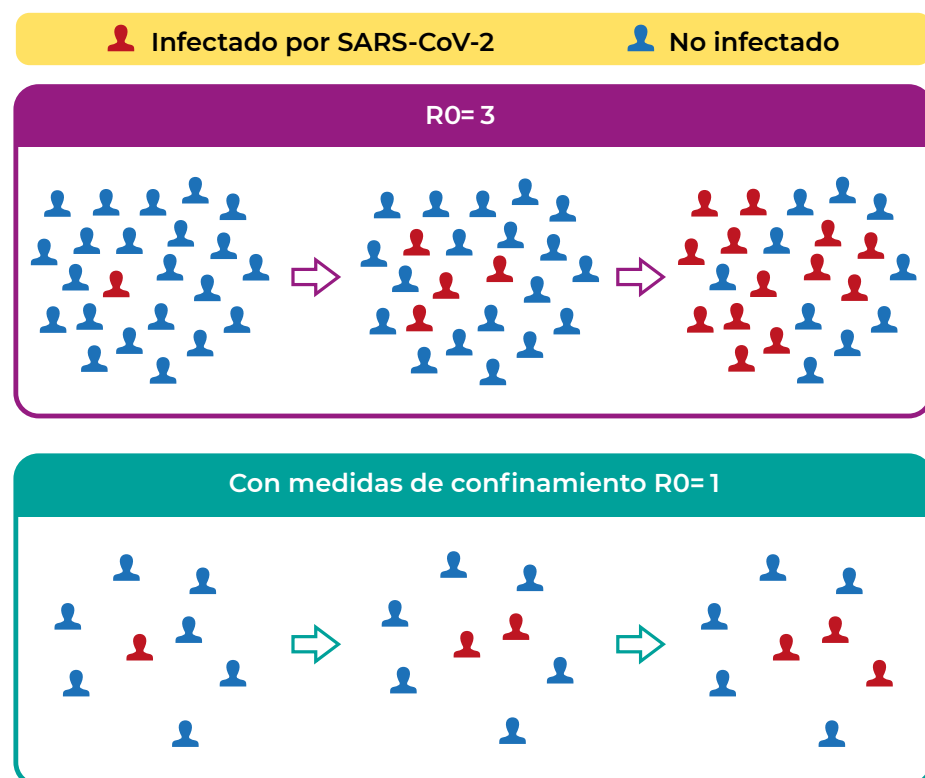 Infectado por SARS-CoV-2 No infectado
R0= 3
Con medidas de confinamiento R0= 1